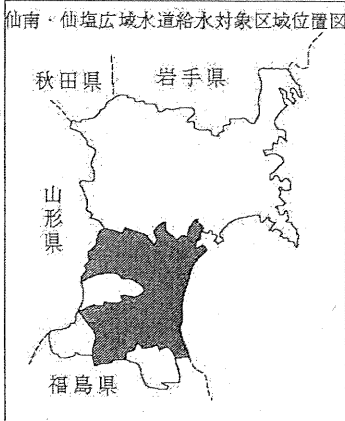 仙南・仙塩広域水道給水対象区域位置図
秋田県
岩手県
山形県
福島県